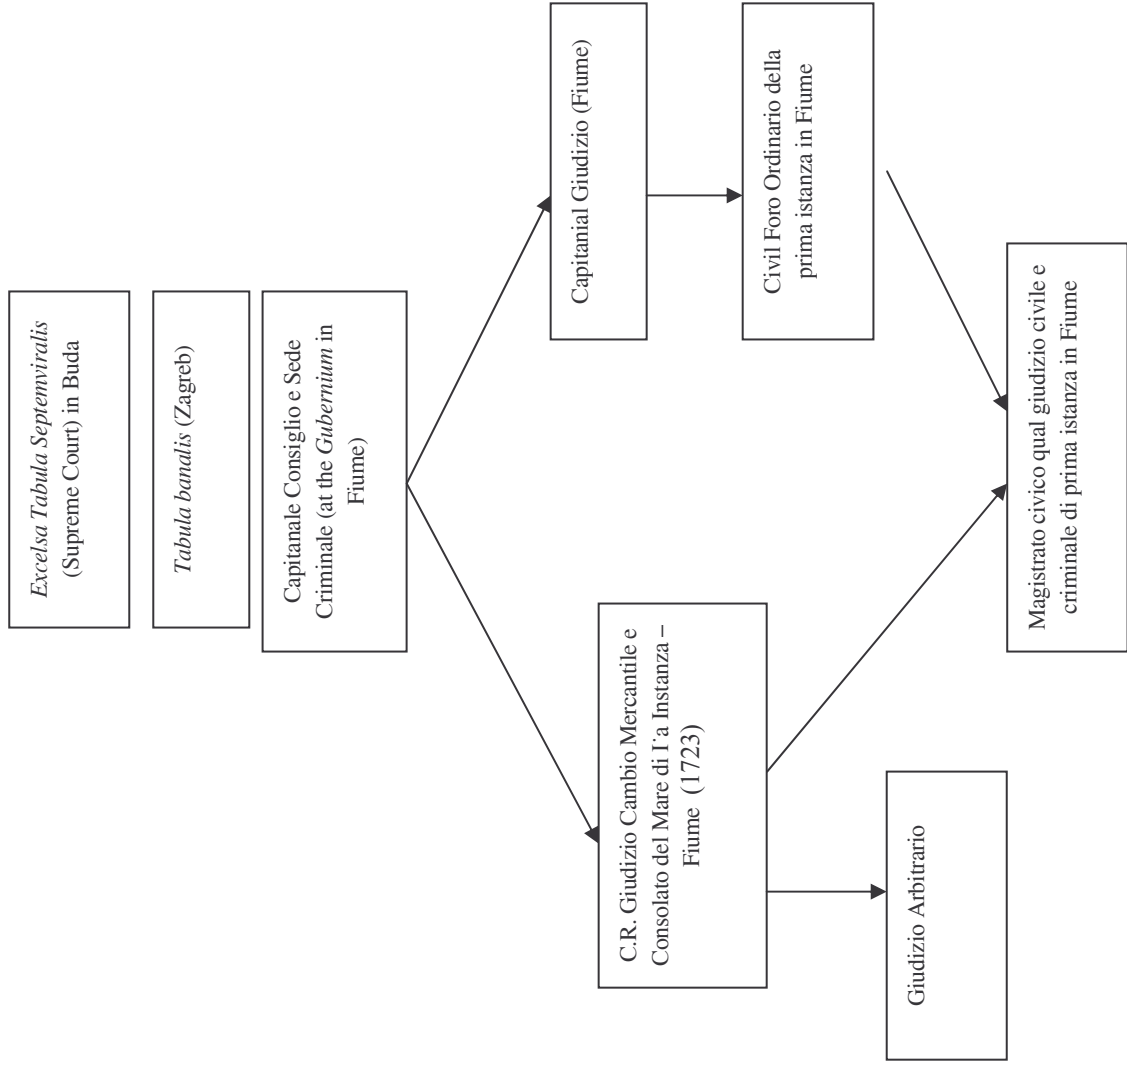 Excelsa Tabula Septemviralis
(Supreme Court) in Buda
Tabula banalis (Zagreb)
Capitanale Consiglio e Sede
Criminale (at the Gubernium in
Fiume)
C.R. Giudizio Cambio Mercantile e
Consolato del Mare di I'a Instanza –
Fiume (1723)
Capitanial Giudizio (Fiume)
Civil Foro Ordinario della
prima istanza in Fiume
Giudizio Arbitrario
Magistrato civico qual giudizio civile e
criminale di prima istanza in Fiume